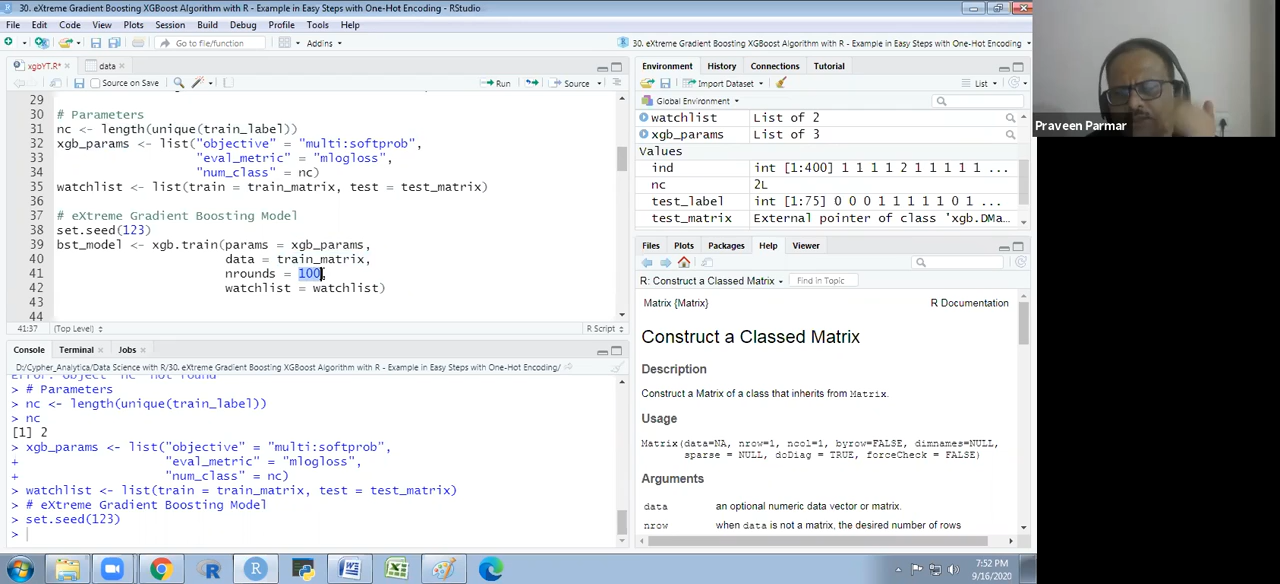 30. eXtreme Gradient Boosting XGBoost Algorithm with R - Example in Easy Steps with One-Hot Encoding - RStudio
File Edit Code View Plots Session Build Debug Profile Tools Help
Go to file/function Addins
30. eXtreme Gradient Boosting XGBoost Algorithm with R - Example in Easy Steps with One-Hot Encoding
xgbYT.R* data
Source on Save Run Source
29
30 # Parameters
31 nc <- length(unique(train_label))
32 xgb_params <- list("objective" = "multi:softprob",
33 "eval_metric" = "mlogloss",
34 "num_class" = nc)
35 watchlist <- list(train = train_matrix, test = test_matrix)
36
37 # eXtreme Gradient Boosting Model
38 set.seed(123)
39 bst_model <- xgb.train(params = xgb_params,
40 data = train_matrix,
41 nrounds = 100,
42 watchlist = watchlist)
43
44
41:37 (Top Level) R Script
Console Terminal Jobs
D:/Cypher_Analytica/Data Science with R/30. eXtreme Gradient Boosting XGBoost Algorithm with R - Example in Easy Steps with One-Hot Encoding/
Error: object 'nc' not found
> # Parameters
> nc <- length(unique(train_label))
> nc
[1] 2
> xgb_params <- list("objective" = "multi:softprob",
+ "eval_metric" = "mlogloss",
+ "num_class" = nc)
> watchlist <- list(train = train_matrix, test = test_matrix)
> # eXtreme Gradient Boosting Model
> set.seed(123)
>
Environment History Connections Tutorial
Import Dataset List
Global Environment
watchlist List of 2
xgb_params List of 3
Values
ind int [1:400] 1 1 1 1 2 1 1 1 1 1 ...
nc 2L
test_label int [1:75] 0 0 0 1 1 1 1 1 0 1 ...
test_matrix External pointer of class 'xgb.DMa...
Files Plots Packages Help Viewer
R: Construct a Classed Matrix Find in Topic
Matrix {Matrix} R Documentation
Construct a Classed Matrix
Description
Construct a Matrix of a class that inherits from Matrix.
Usage
Matrix(data=NA, nrow=1, ncol=1, byrow=FALSE, dimnames=NULL,
sparse = NULL, doDiag = TRUE, forceCheck = FALSE)
Arguments
data an optional numeric data vector or matrix.
nrow when data is not a matrix, the desired number of rows
Praveen Parmar
7:52 PM
9/16/2020